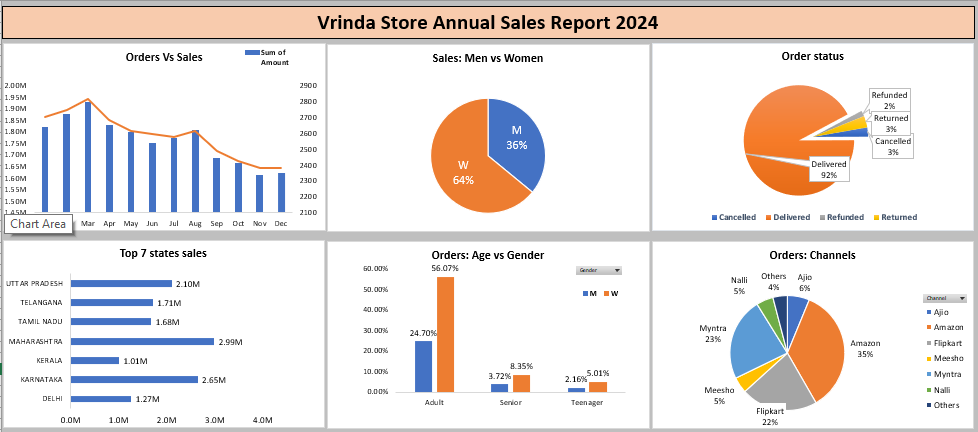 Vrinda Store Annual Sales Report 2024
Orders Vs Sales
Sum of
Amount
2.00M
1.95M
1.90M
1.85M
1.80M
1.75M
1.70M
1.65M
1.60M
1.55M
1.50M
1.45M
2900
2800
2700
2600
2500
2400
2300
2200
2100
Mar Apr May Jun Jul Aug Sep Oct Nov Dec
Chart Area
Sales: Men vs Women
M
36%
W
64%
Order status
Refunded
2%
Returned
3%
Cancelled
3%
Delivered
92%
Cancelled Delivered Refunded Returned
Top 7 states sales
UTTAR PRADESH 2.10M
TELANGANA 1.71M
TAMIL NADU 1.68M
MAHARASHTRA 2.99M
KERALA 1.01M
KARNATAKA 2.65M
DELHI 1.27M
0.0M 1.0M 2.0M 3.0M 4.0M
Orders: Age vs Gender
Gender
M W
60.00%
50.00%
40.00%
30.00%
20.00%
10.00%
0.00%
24.70% 56.07%
3.72% 8.35%
2.16% 5.01%
Adult Senior Teenager
Orders: Channels
Ajio
6%
Amazon
35%
Flipkart
22%
Meesho
5%
Myntra
23%
Nalli
5%
Others
4%
Channel
Ajio
Amazon
Flipkart
Meesho
Myntra
Nalli
Others